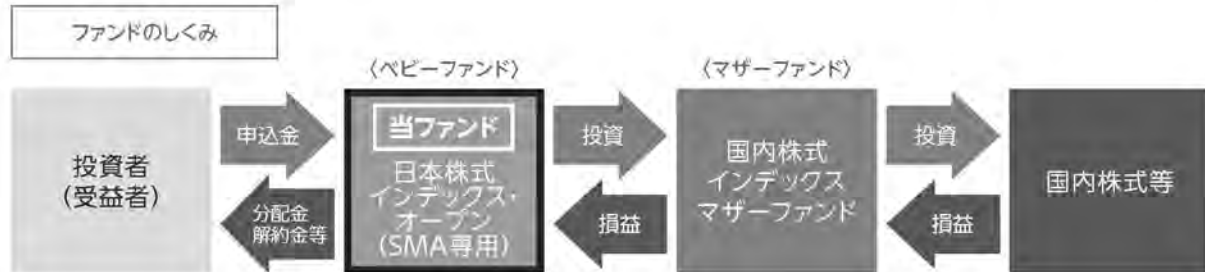 ファンドのしくみ
〈ベビーファンド〉
〈マザーファンド〉
投資者
(受益者)
申込金
分配金
解約金等
当ファンド
日本株式
インデックス・
オープン
(SMA専用)
投資
損益
国内株式
インデックス
マザーファンド
投資
損益
国内株式等